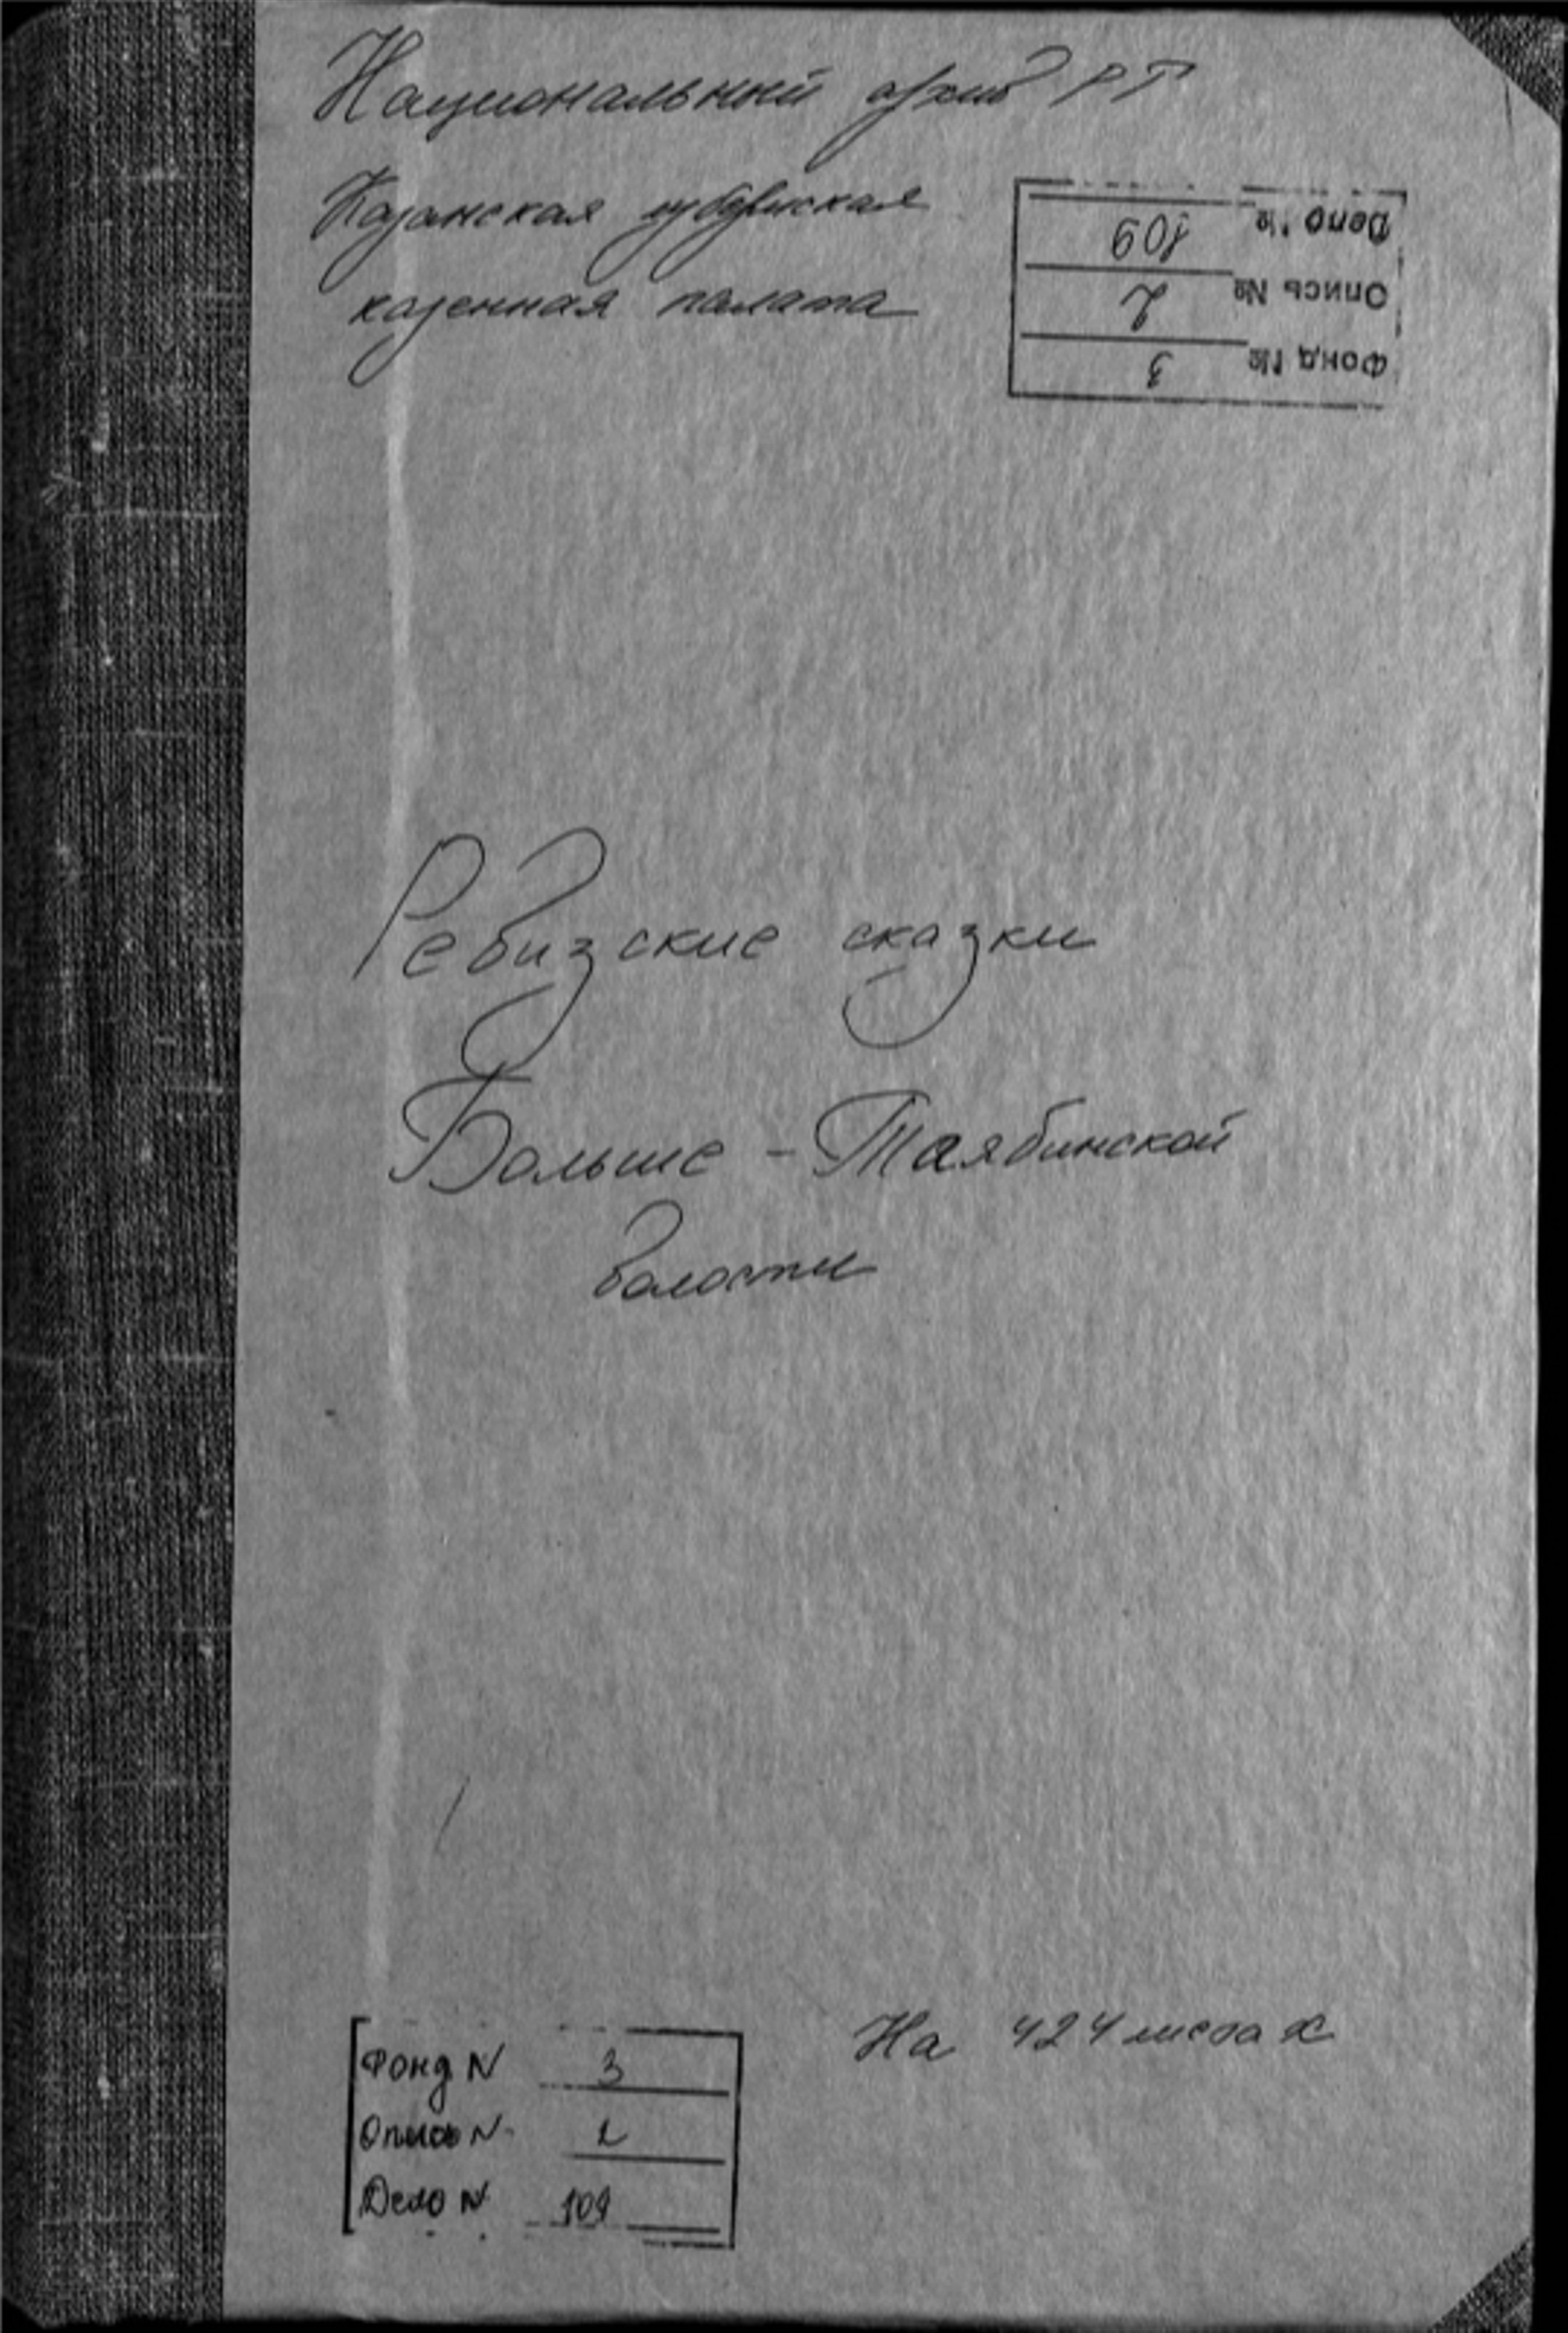 Национальный архив РТ
Казанская губернская
казенная палата
Дело № 109
Опись № 2
Фонд № 3
Ревизские сказки
Больше - Таябинской
волости
На 424 листах
Фонд N 3
Опись N 2
Дело N 109